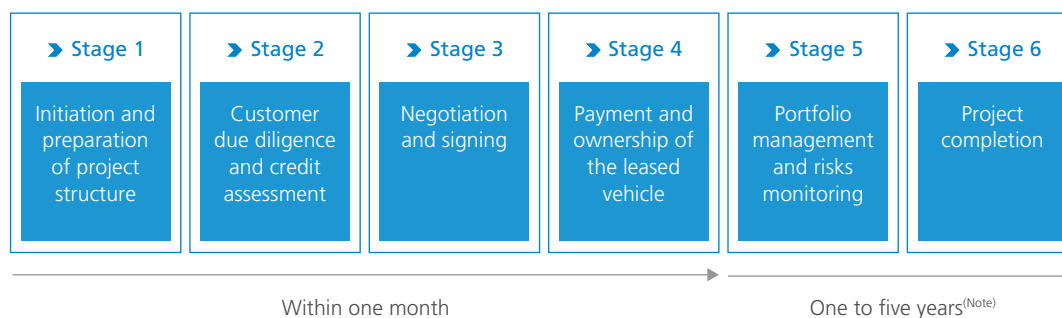 Stage 1
Initiation and
preparation
of project
structure
Stage 2
Customer
due diligence
and credit
assessment
Stage 3
Negotiation
and signing
Stage 4
Payment and
ownership of
the leased
vehicle
Stage 5
Portfolio
management
and risks
monitoring
Stage 6
Project
completion
Within one month
One to five years(Note)